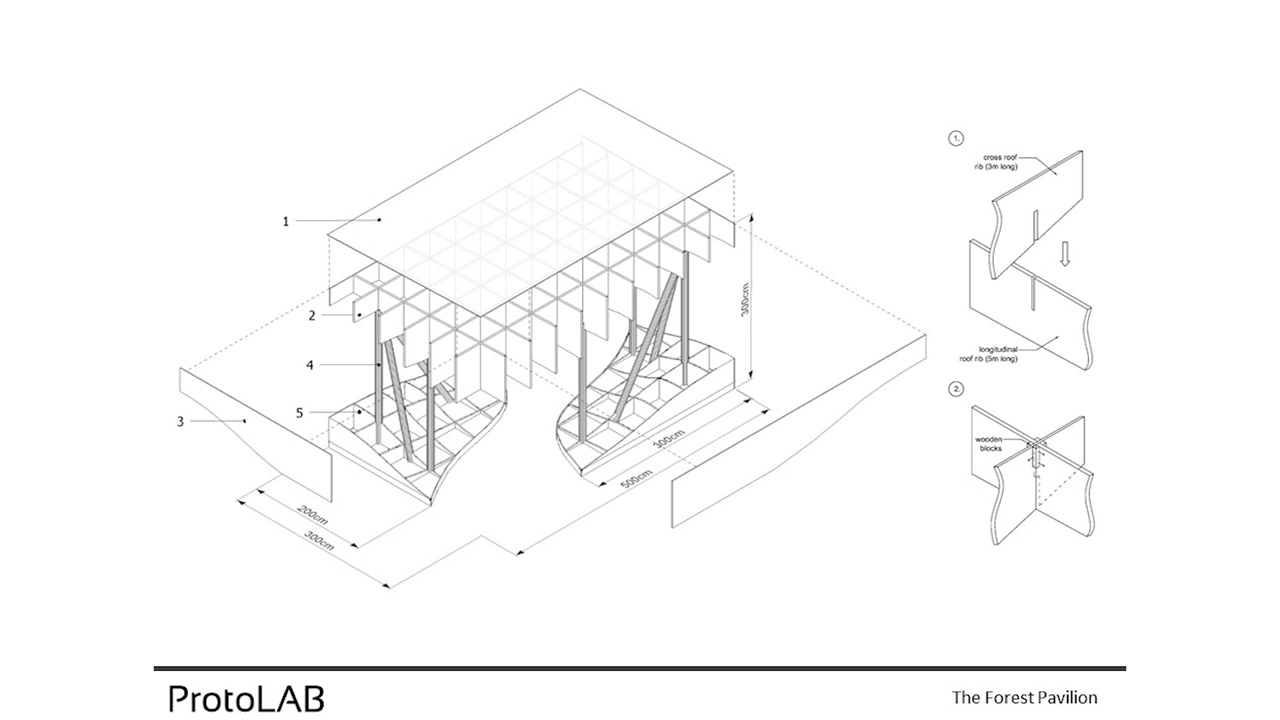 1
2
3
4
5
300cm
300cm
500cm
200cm
300cm
1.
cross roof
rib (3m long)
longitudinal
roof rib (5m long)
2.
wooden
blocks
ProtoLAB
The Forest Pavilion